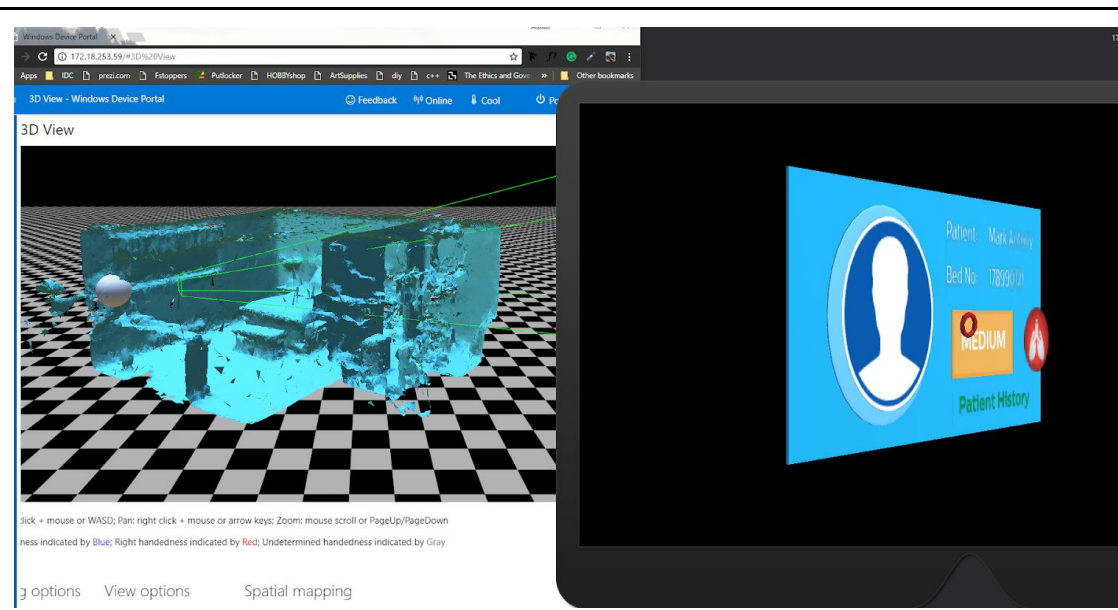 Windows Device Portal
172.18.253.59/#3D%20View
Apps IDC prezi.com Fstoppers Putlocker HOBBYshop ArtSupplies diy c++ The Ethics and Gove » Other bookmarks
3D View - Windows Device Portal Feedback Online Cool Po
3D View
click + mouse or WASD; Pan: right click + mouse or arrow keys; Zoom: mouse scroll or PageUp/PageDown
ness indicated by Blue; Right handedness indicated by Red; Undetermined handedness indicated by Gray
g options View options Spatial mapping
17
Patient: Mark Antony
Bed No: 178990
MEDIUM
Patient History